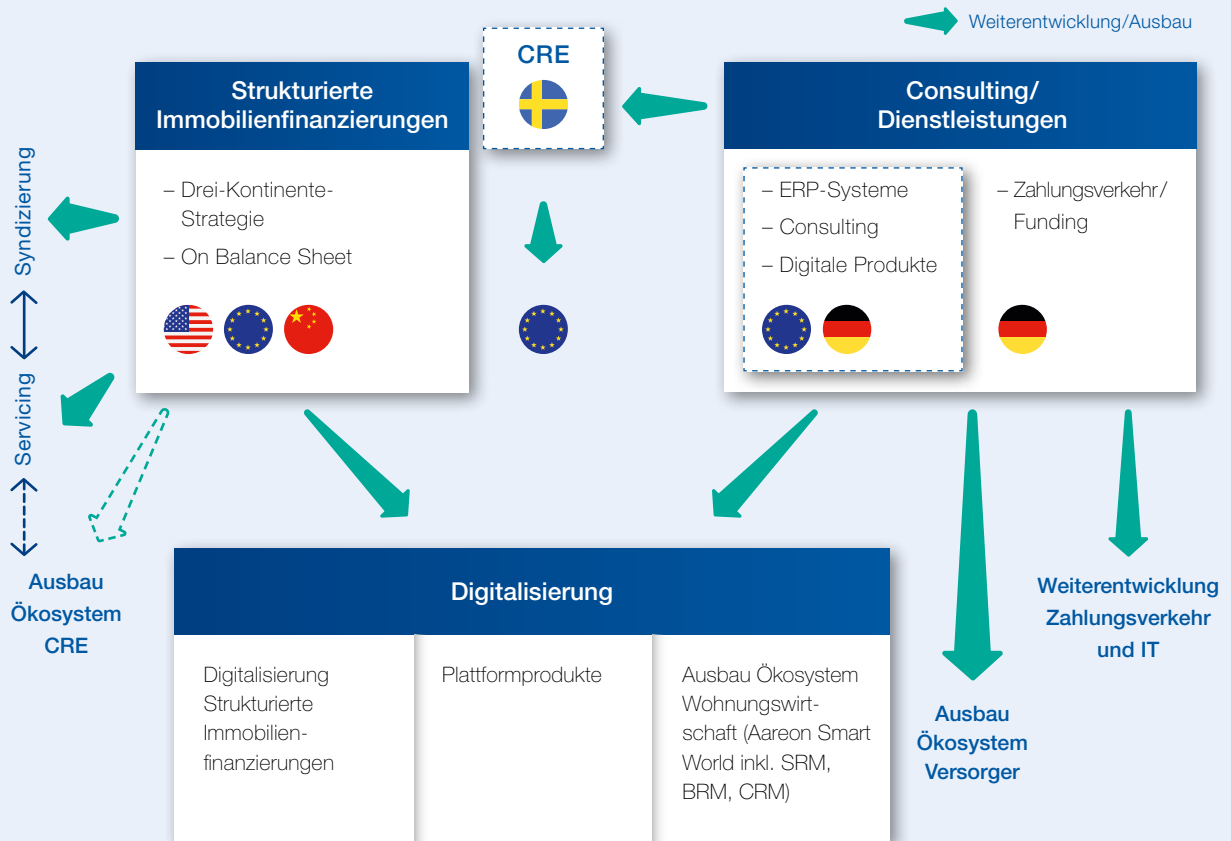 Weiterentwicklung/Ausbau
CRE
Strukturierte
Immobilienfinanzierungen
Consulting/
Dienstleistungen
Syndizierung
Servicing
– Drei-Kontinente-
Strategie
– On Balance Sheet
– ERP-Systeme
– Consulting
– Digitale Produkte
– Zahlungsverkehr/
Funding
Ausbau
Ökosystem
CRE
Digitalisierung
Digitalisierung
Strukturierte
Immobilien-
finanzierungen
Plattformprodukte
Ausbau Ökosystem
Wohnungswirt-
schaft (Aareon Smart
World inkl. SRM,
BRM, CRM)
Ausbau
Ökosystem
Versorger
Weiterentwicklung
Zahlungsverkehr
und IT